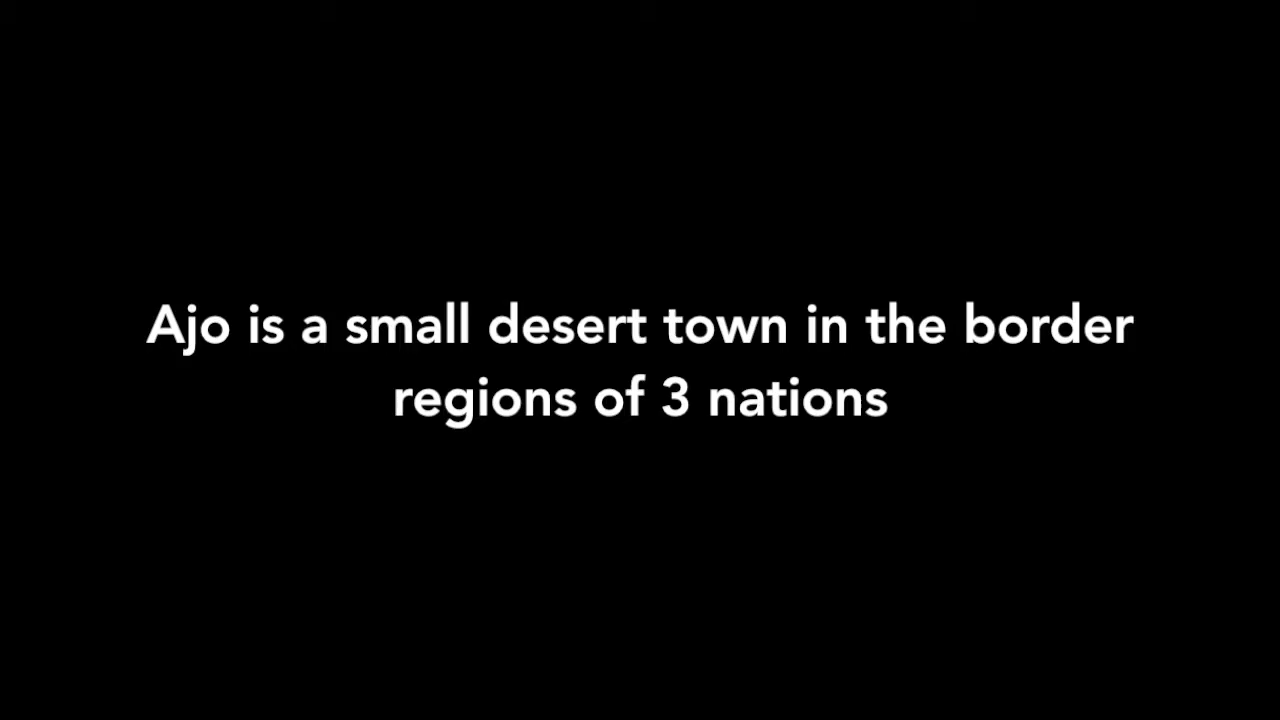 Ajo is a small desert town in the border
regions of 3 nations